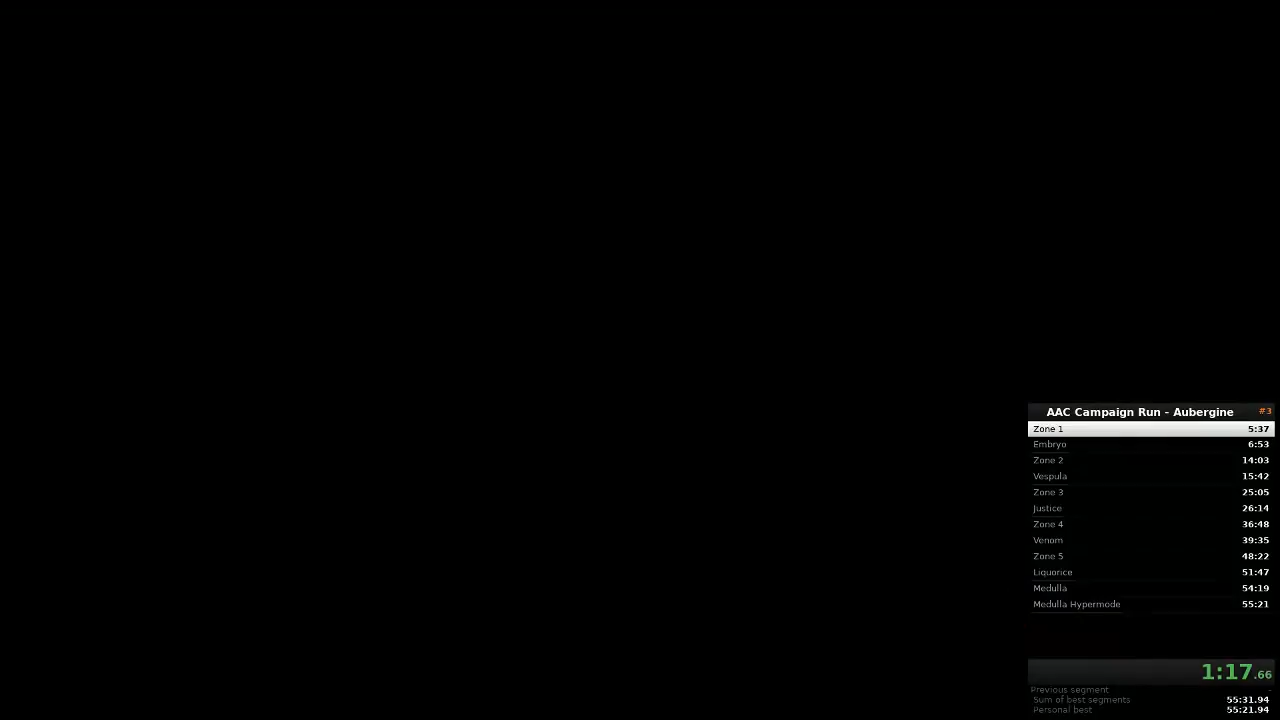 AAC Campaign Run - Aubergine #3
Zone 1 5:37
Embryo 6:53
Zone 2 14:03
Vespula 15:42
Zone 3 25:05
Justice 26:14
Zone 4 36:48
Venom 39:35
Zone 5 48:22
Liquorice 51:47
Medulla 54:19
Medulla Hypermode 55:21
1:17.66
Previous segment -
Sum of best segments 55:31.94
Personal best 55:21.94